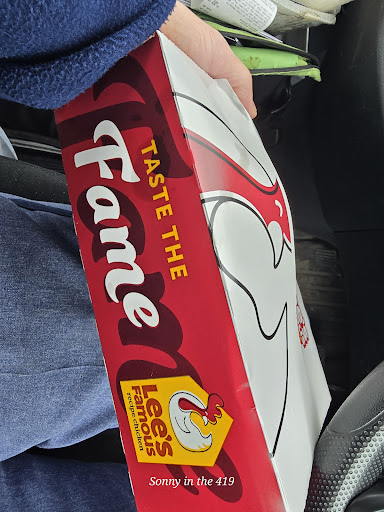 TASTE THE
Fame
LEE'S
FAMOUS
recipe chicken
Sonny in the 419